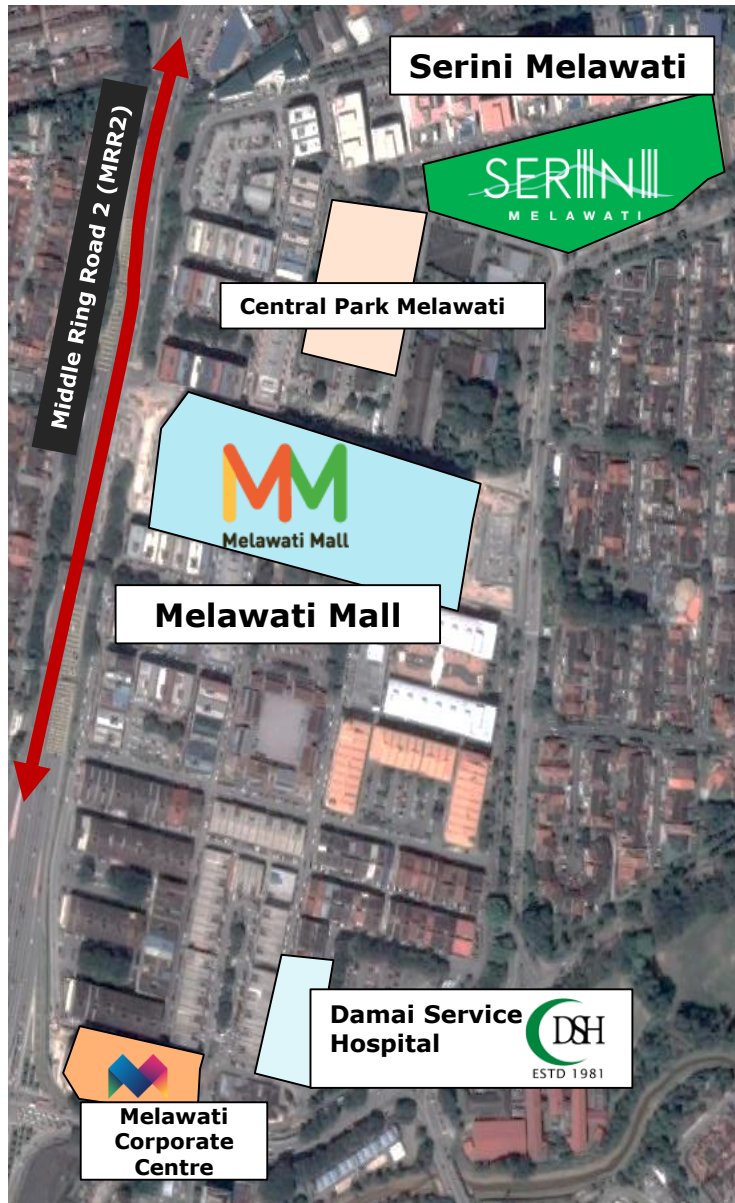 Serini Melawati
SERIINII
MELAWATI
Middle Ring Road 2 (MRR2)
Central Park Melawati
MM
Melawati Mall
Melawati Mall
Damai Service
Hospital
DSH
ESTD 1981
Melawati
Corporate
Centre